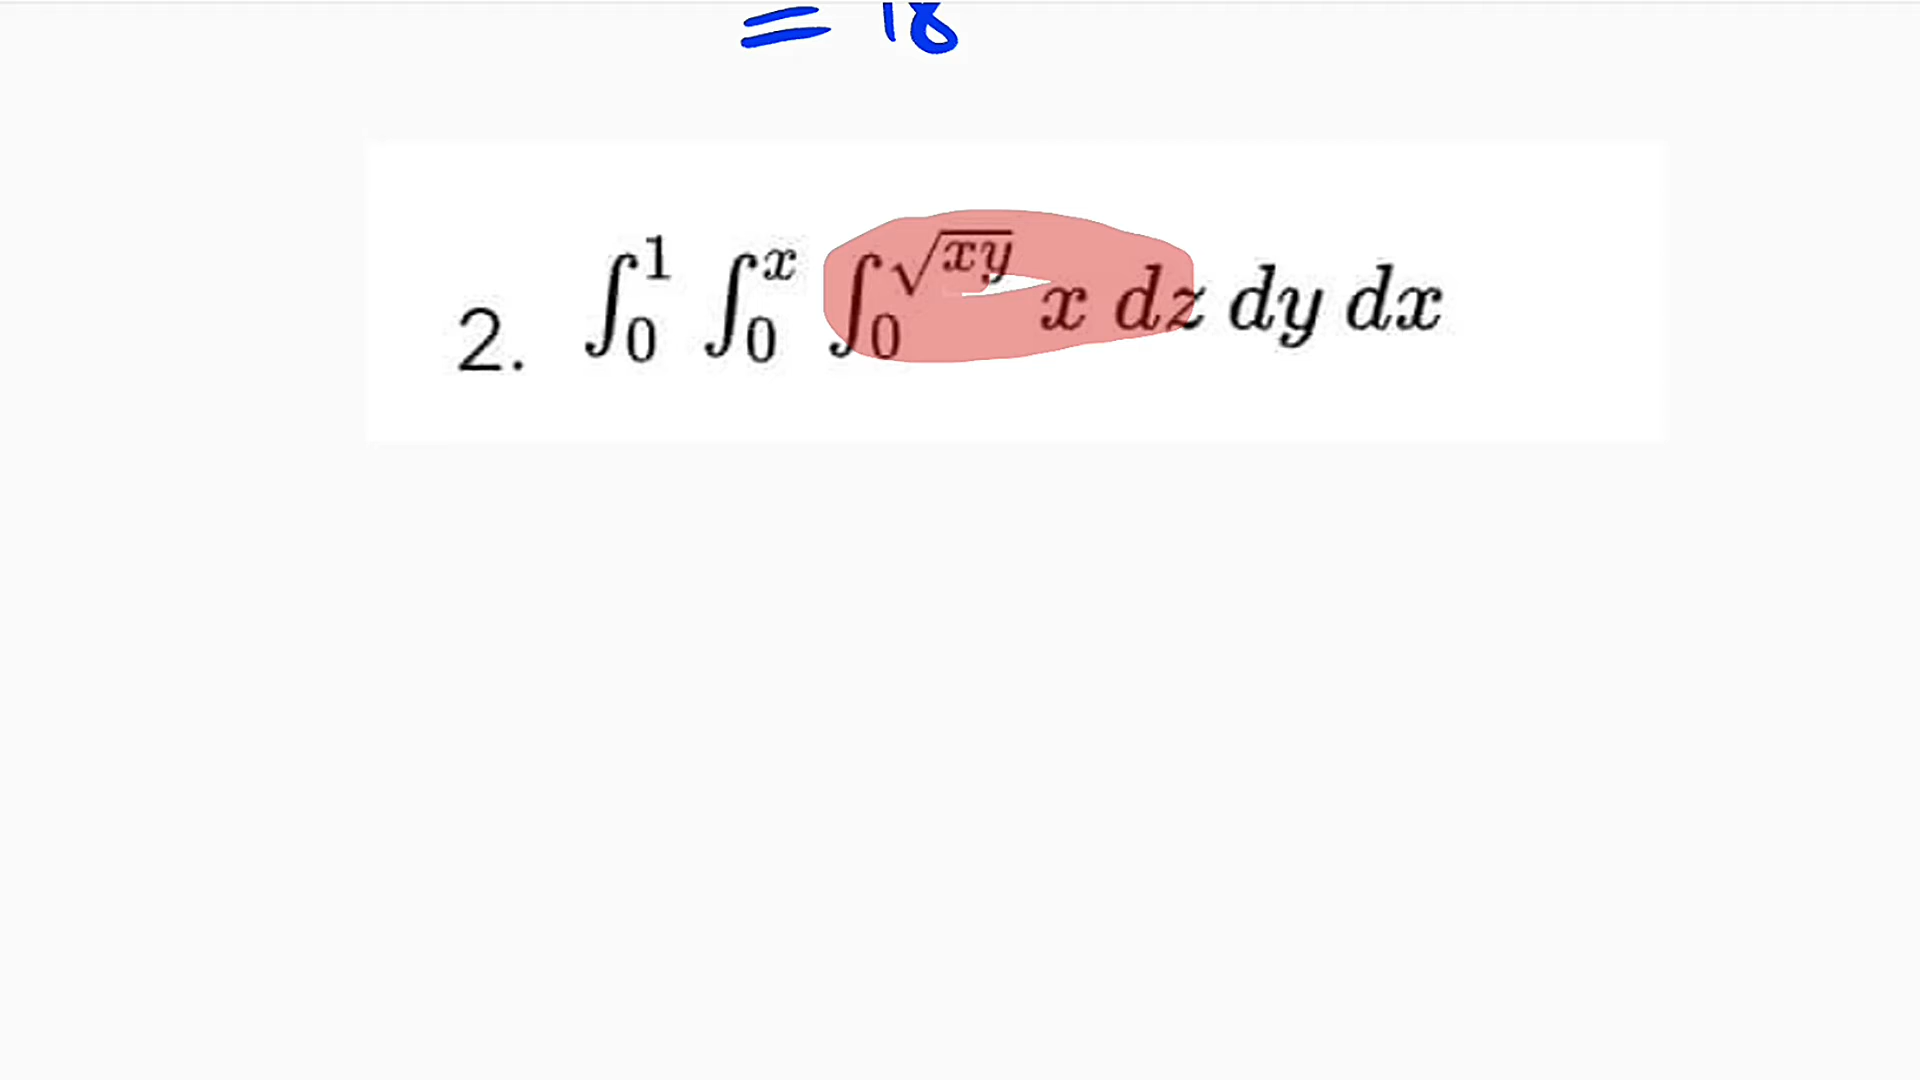 = 18
2. ∫₀¹ ∫₀ˣ ∫₀^√(xy) x dz dy dx